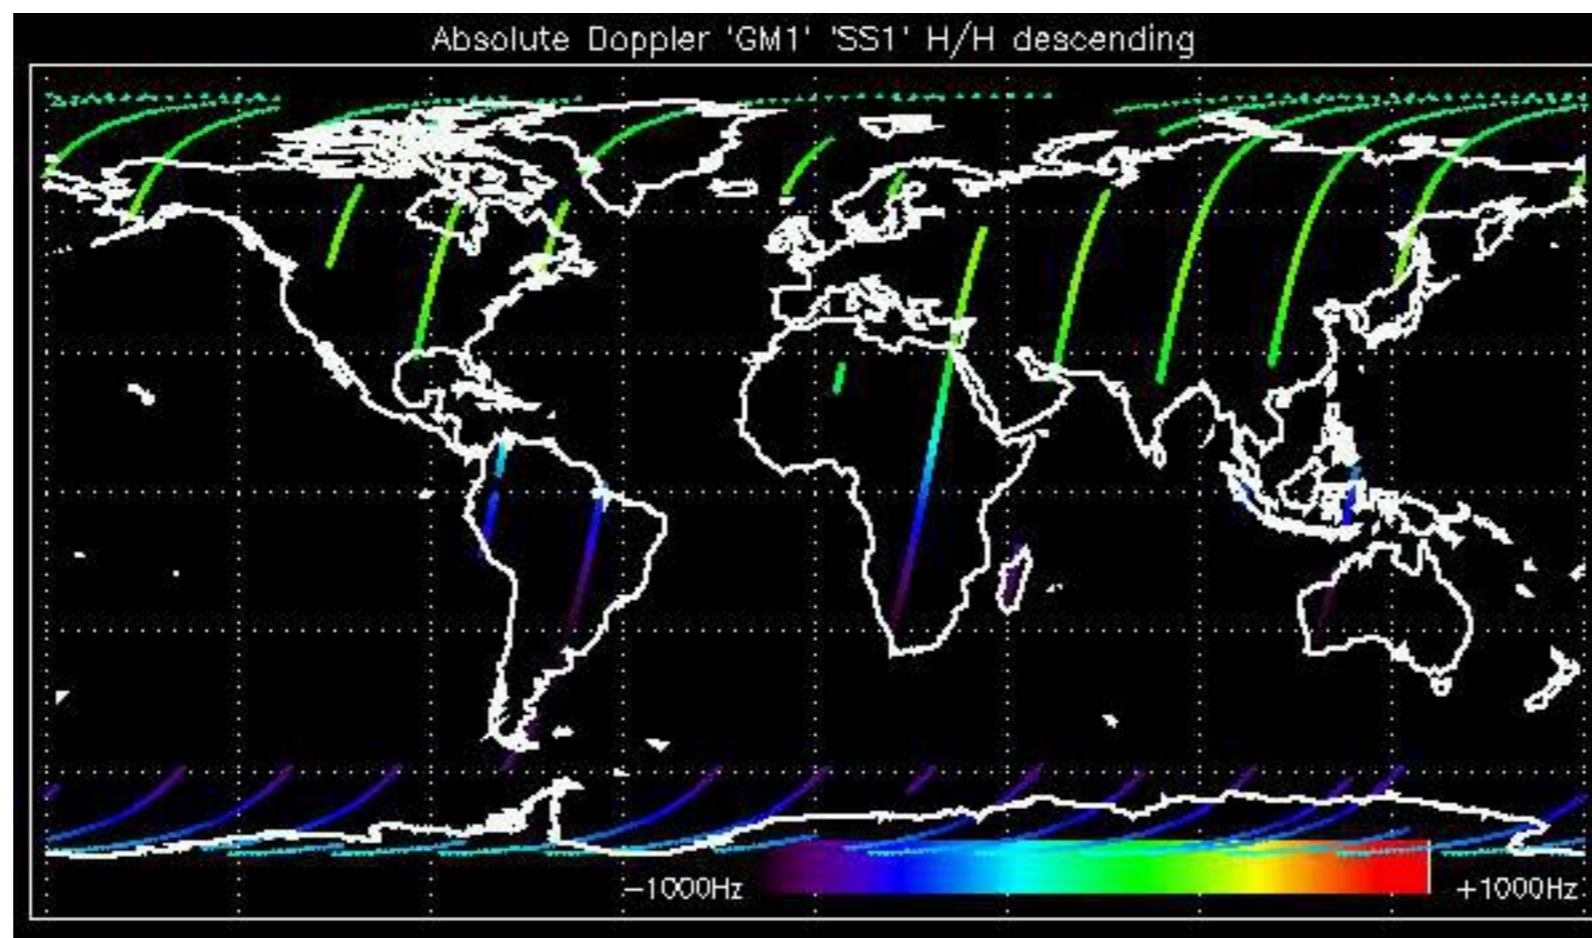 Absolute Doppler 'GM1' 'SS1' H/H descending
-1000Hz
+1000Hz